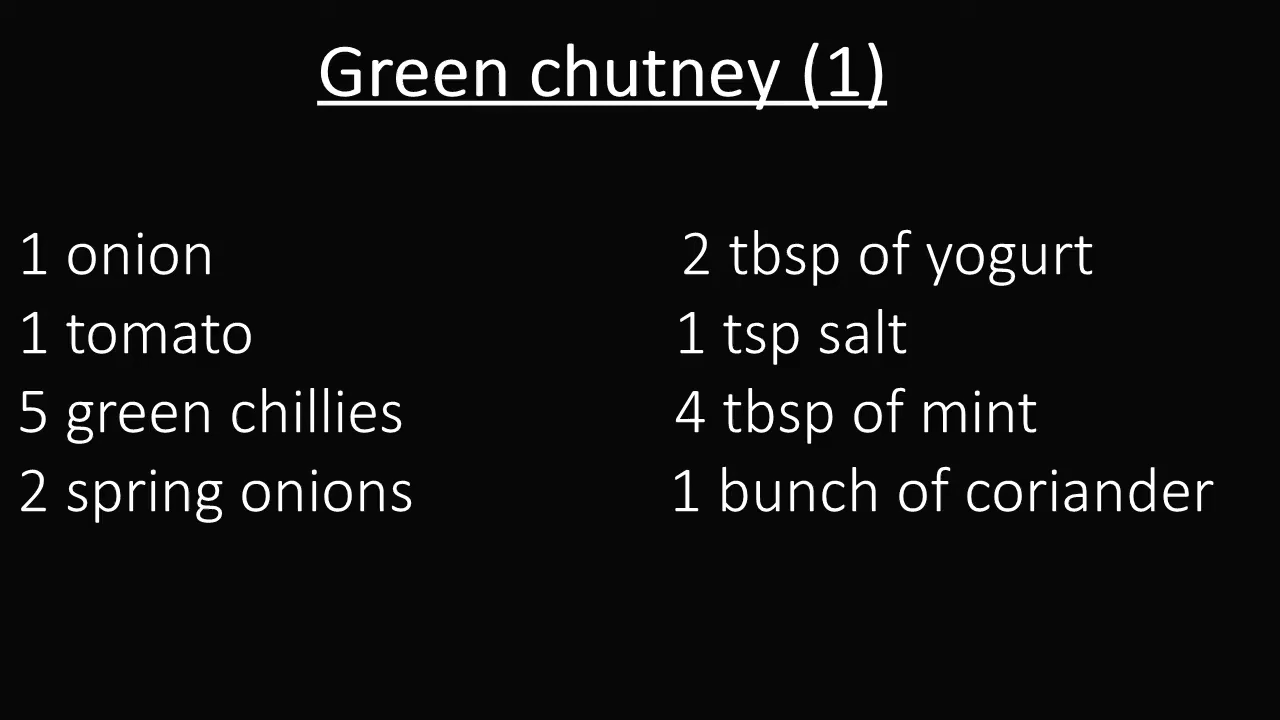 Green chutney (1)
1 onion
1 tomato
5 green chillies
2 spring onions
2 tbsp of yogurt
1 tsp salt
4 tbsp of mint
1 bunch of coriander